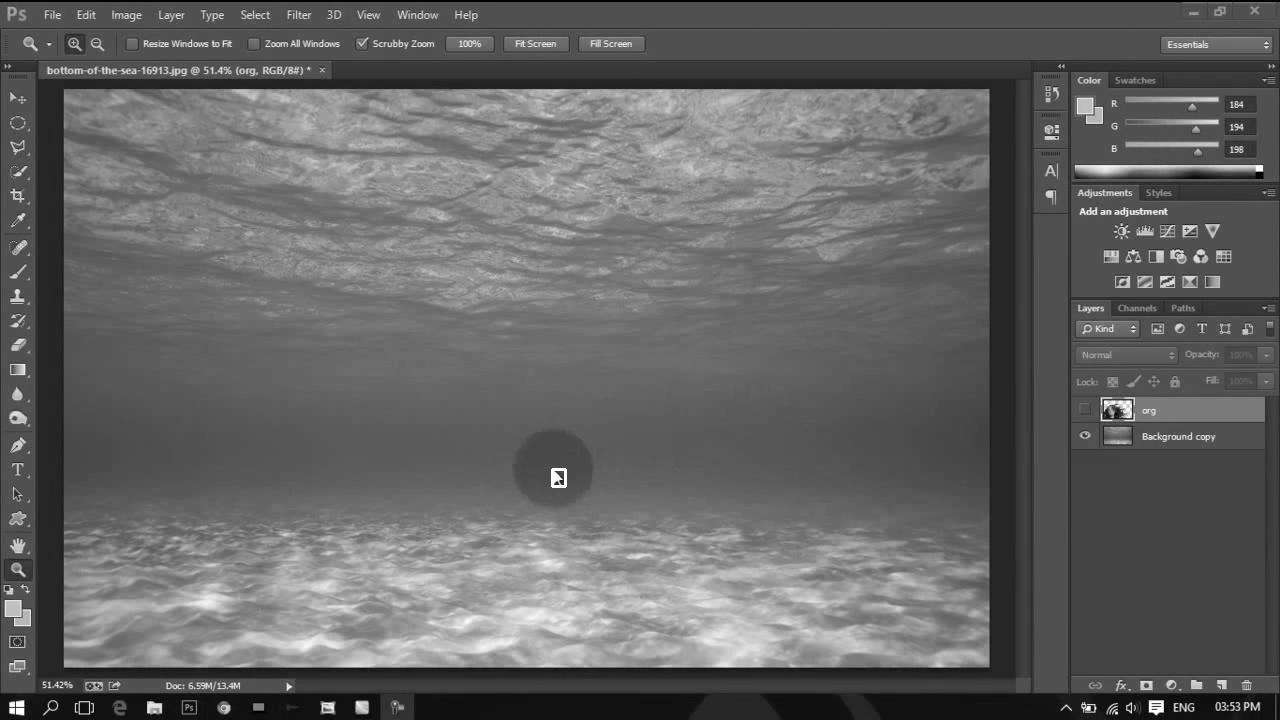 Ps File Edit Image Layer Type Select Filter 3D View Window Help
Resize Windows to Fit Zoom All Windows Scrubby Zoom 100% Fit Screen Fill Screen Essentials
bottom-of-the-sea-16913.jpg @ 51.4% (org, RGB/8#) * ×
Color Swatches
R 184
G 194
B 198
Adjustments Styles
Add an adjustment
Layers Channels Paths
Kind
Normal Opacity: 100%
Lock: Fill: 100%
org
Background copy
51.42% Doc: 6.59M/13.4M
Ps ENG 03:53 PM